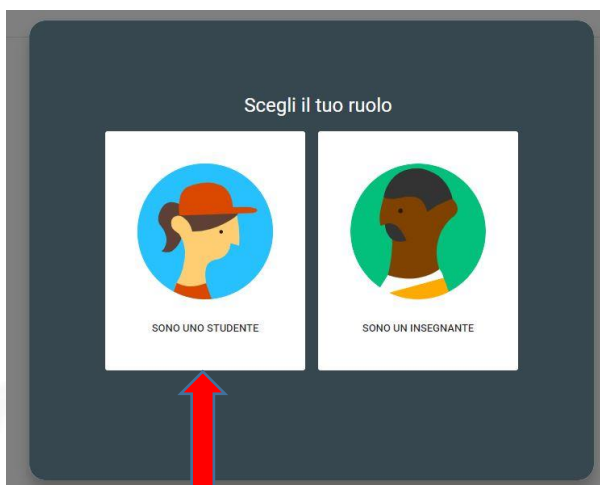 Scegli il tuo ruolo
SONO UNO STUDENTE
SONO UN INSEGNANTE